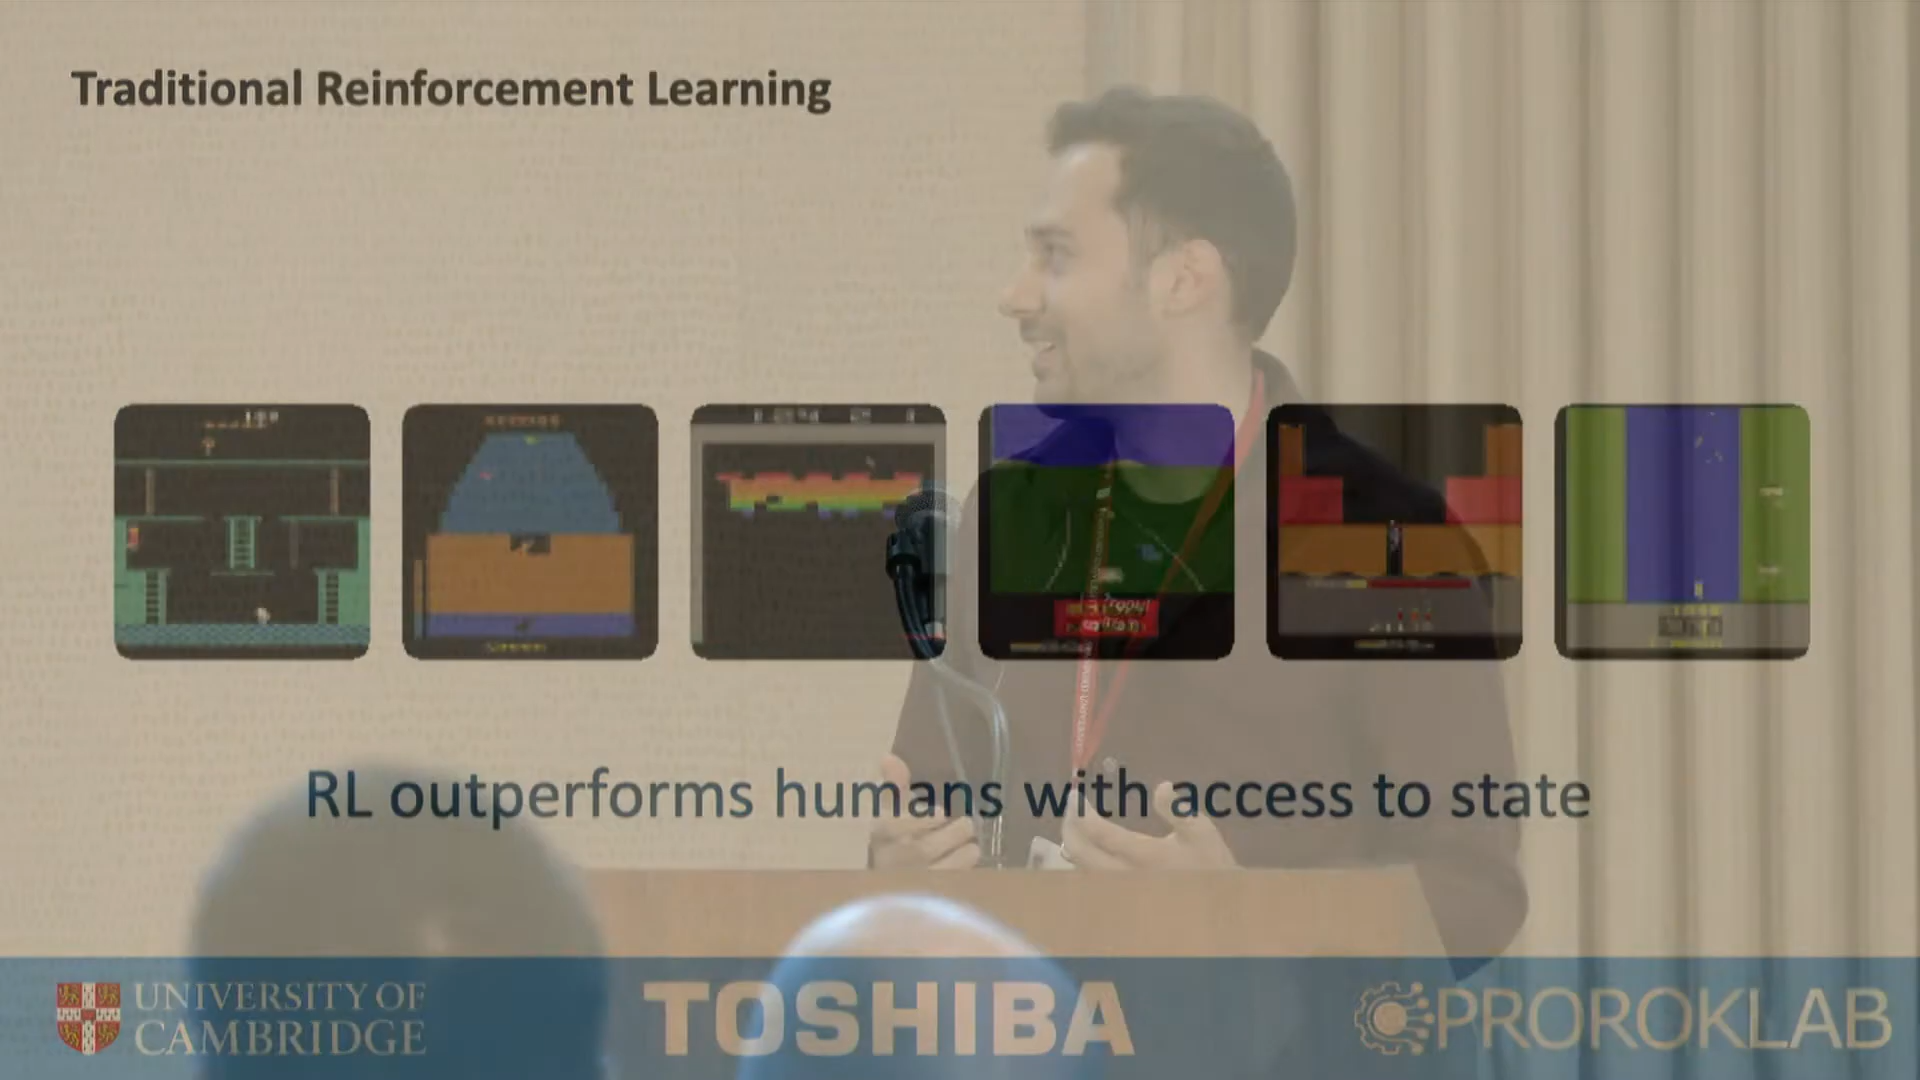 Traditional Reinforcement Learning
RL outperforms humans with access to state
UNIVERSITY OF
CAMBRIDGE
TOSHIBA
PROROKLAB